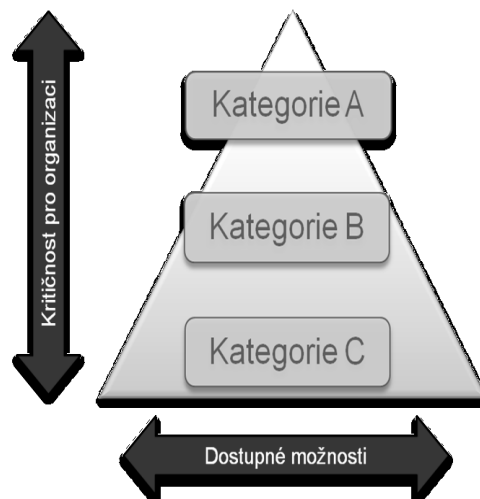 Kritičnost pro organizaci
Kategorie A
Kategorie B
Kategorie C
Dostupné možnosti